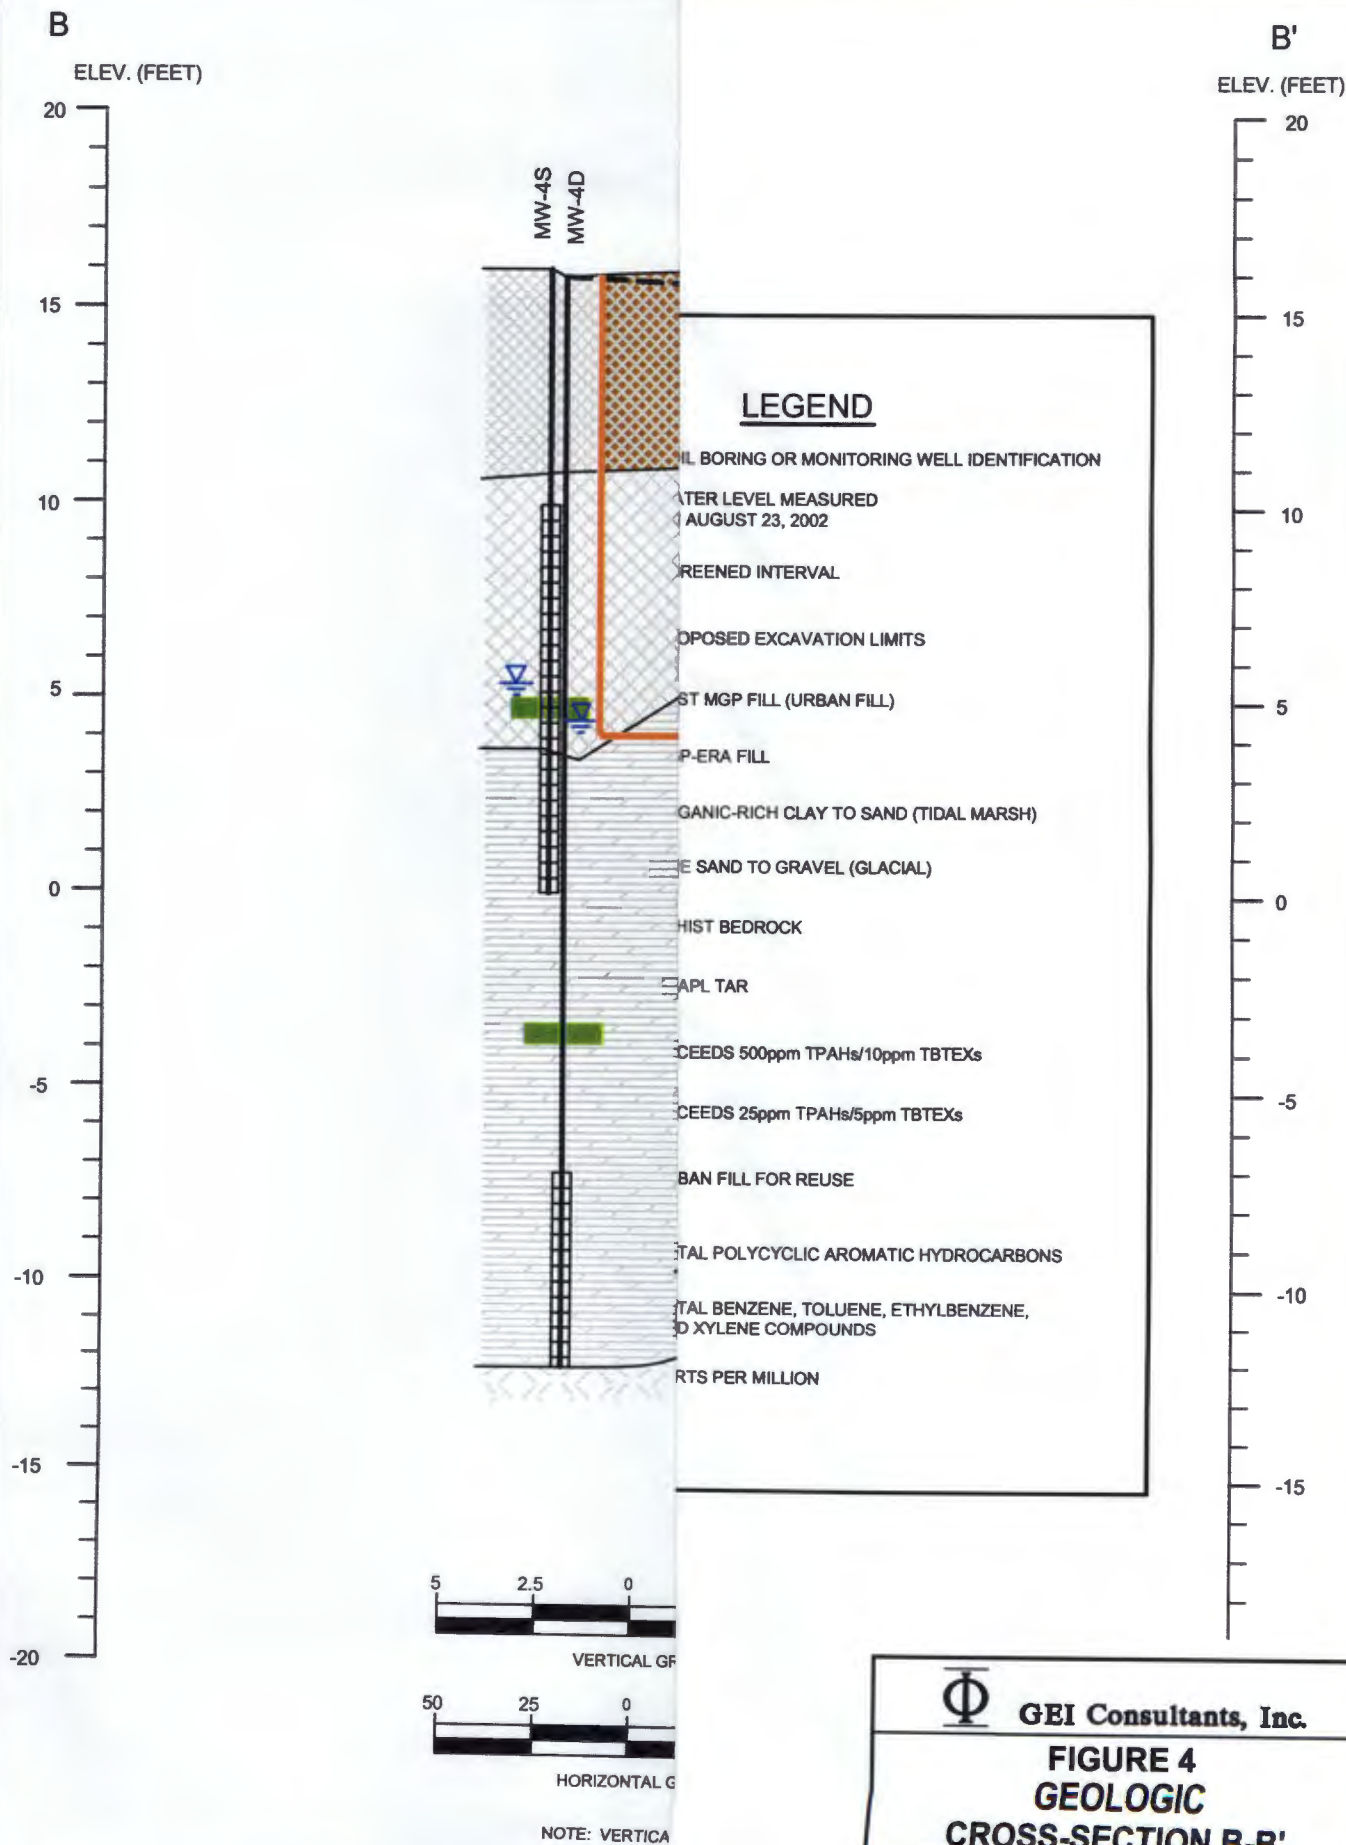 B
ELEV. (FEET)
20
15
10
5
0
-5
-10
-15
-20
MW-4S
MW-4D
B'
ELEV. (FEET)
20
15
10
5
0
-5
-10
-15
LEGEND
IL BORING OR MONITORING WELL IDENTIFICATION
ATER LEVEL MEASURED
AUGUST 23, 2002
REENED INTERVAL
OPOSED EXCAVATION LIMITS
ST MGP FILL (URBAN FILL)
P-ERA FILL
GANIC-RICH CLAY TO SAND (TIDAL MARSH)
E SAND TO GRAVEL (GLACIAL)
HIST BEDROCK
APL TAR
CEEDS 500ppm TPAHs/10ppm TBTEXs
CEEDS 25ppm TPAHs/5ppm TBTEXs
BAN FILL FOR REUSE
TAL POLYCYCLIC AROMATIC HYDROCARBONS
TAL BENZENE, TOLUENE, ETHYLBENZENE,
D XYLENE COMPOUNDS
RTS PER MILLION
5 2.5 0
VERTICAL GR
50 25 0
HORIZONTAL G
NOTE: VERTICA
GEI Consultants, Inc.
FIGURE 4
GEOLOGIC
CROSS-SECTION B-B'